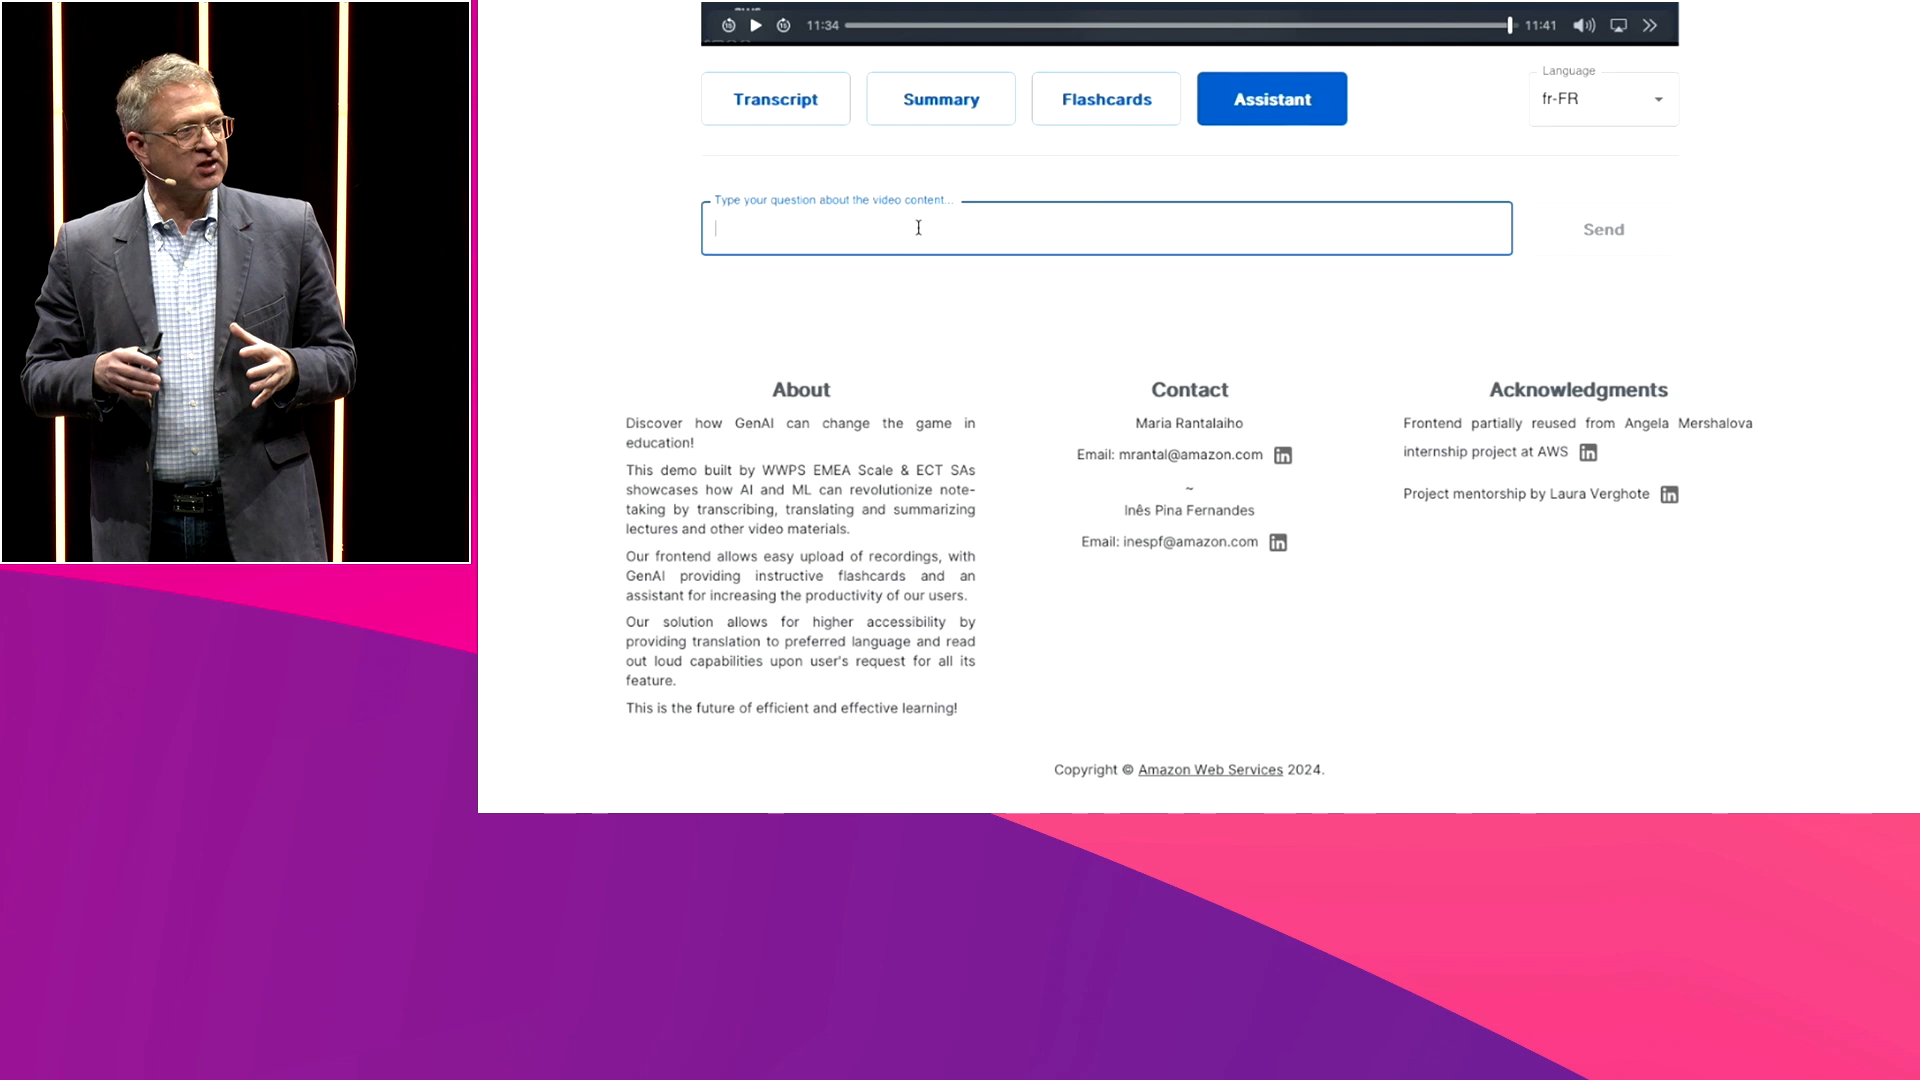 11:34
11:41
Transcript
Summary
Flashcards
Assistant
Language
fr-FR
Type your question about the video content...
Send
About
Discover how GenAI can change the game in
education!
This demo built by WWPS EMEA Scale & ECT SAs
showcases how AI and ML can revolutionize note-
taking by transcribing, translating and summarizing
lectures and other video materials.
Our frontend allows easy upload of recordings, with
GenAI providing instructive flashcards and an
assistant for increasing the productivity of our users.
Our solution allows for higher accessibility by
providing translation to preferred language and read
out loud capabilities upon user's request for all its
feature.
This is the future of efficient and effective learning!
Contact
Maria Rantalaiho
Email: mrantal@amazon.com in
~
Inês Pina Fernandes
Email: inespf@amazon.com in
Acknowledgments
Frontend partially reused from Angela Mershalova
internship project at AWS in
Project mentorship by Laura Verghote in
Copyright © Amazon Web Services 2024.